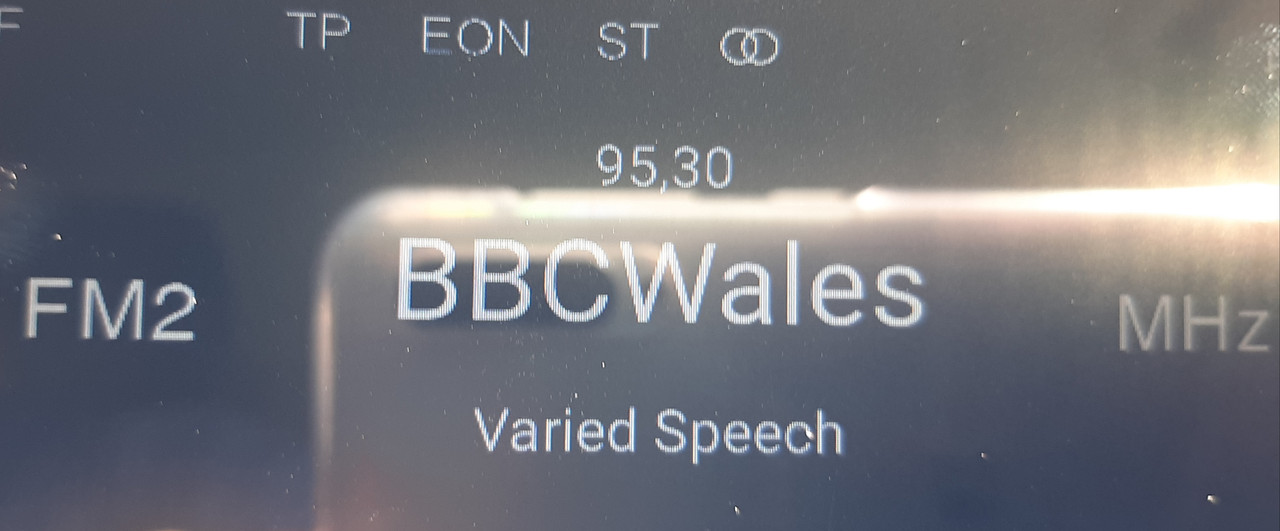 F TP EON ST
95,30
BBCWales
FM2 MHz
Varied Speech